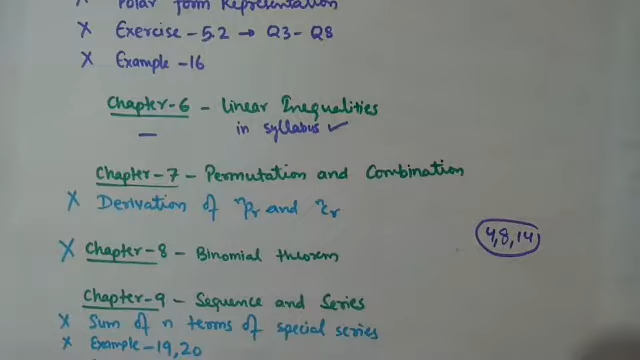 X Polar form Representation
X Exercise - 5.2 → Q3 - Q8
X Example - 16
Chapter-6 - Linear Inequalities
in syllabus ✓
Chapter-7 - Permutation and Combination
X Derivation of nPr and nCr
4,8,14
X Chapter-8 - Binomial theorem
Chapter-9 - Sequence and Series
X Sum of n terms of special series
X Example - 19,20